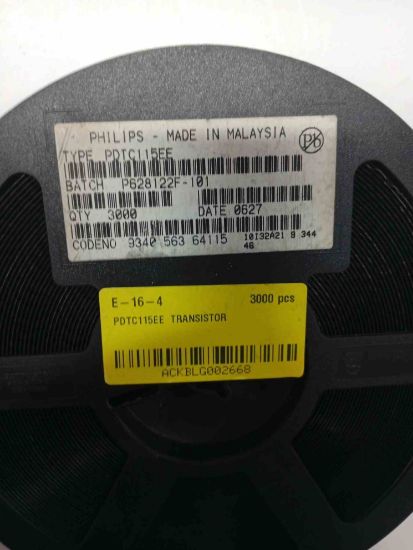 PHILIPS - MADE IN MALAYSIA
Pb
TYPE PDTC115EE
BATCH P628122F-101
QTY 3000 DATE 0627
CODENO 9340 563 64115 10I32A21 8 344
46
E-16-4 3000 pcs
PDTC115EE TRANSISTOR
ACKBLG002668